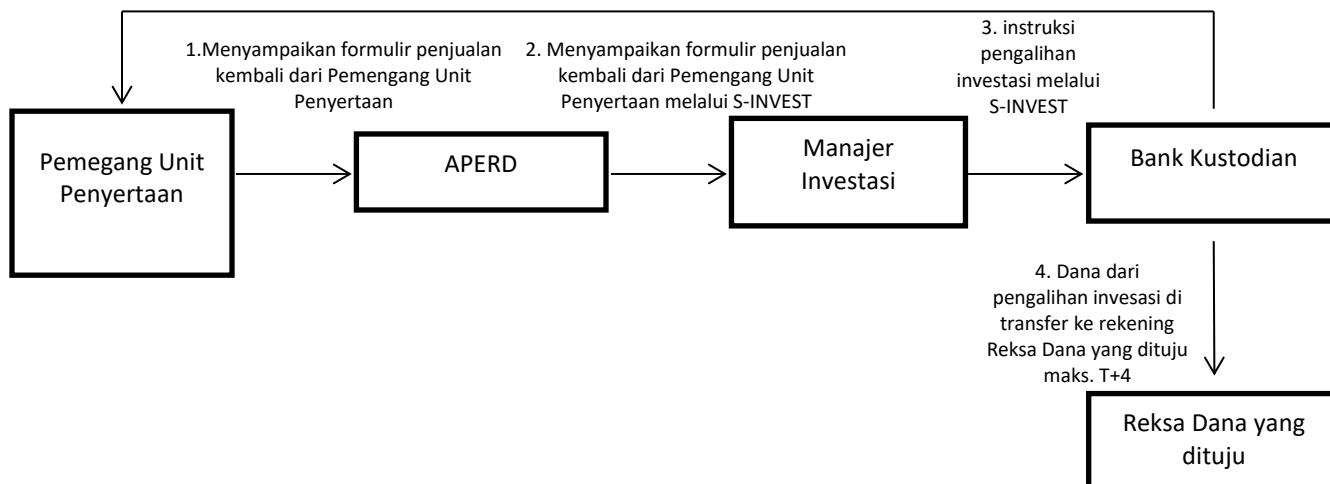 1.Menyampaikan formulir penjualan
kembali dari Pemengang Unit
Penyertaan
2. Menyampaikan formulir penjualan
kembali dari Pemengang Unit
Penyertaan melalui S-INVEST
3. instruksi
pengalihan
investasi melalui
S-INVEST
Pemegang Unit
Penyertaan
APERD
Manajer
Investasi
Bank Kustodian
4. Dana dari
pengalihan invesasi di
transfer ke rekening
Reksa Dana yang dituju
maks. T+4
Reksa Dana yang
dituju